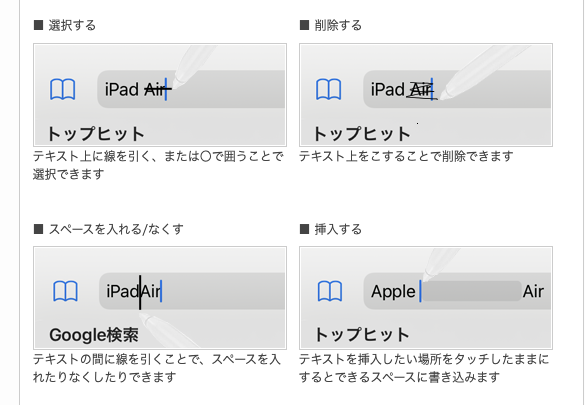 ■ 選択する
iPad Air
トップヒット
テキスト上に線を引く、または〇で囲うことで
選択できます
■ 削除する
iPad Air
トップヒット
テキスト上をこすることで削除できます
■ スペースを入れる/なくす
iPadAir
Google検索
テキストの間に線を引くことで、スペースを入
れたりなくしたりできます
■ 挿入する
Apple Air
トップヒット
テキストを挿入したい場所をタッチしたままに
するとできるスペースに書き込みます